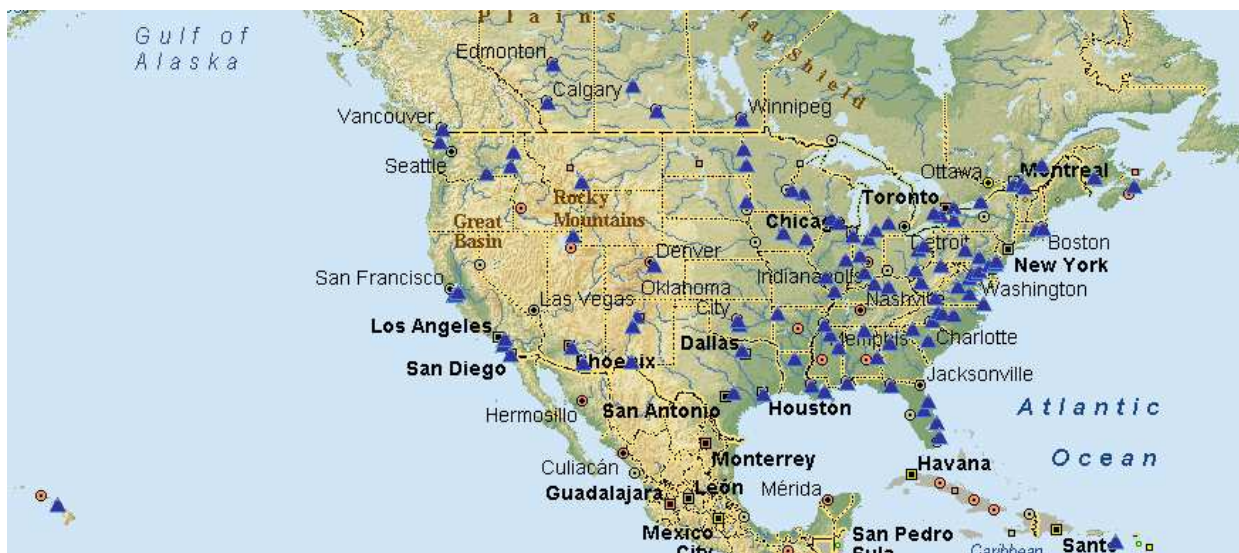 P l a i n s
Gulf of
Alaska
Edmonton
Calgary
Shield
Winnipeg
Vancouver
Seattle
Ottawa
Montreal
Rocky
Mountains
Great
Basin
Toronto
Chicago
Detroit
Boston
New York
San Francisco
Denver
Indianapolis
Las Vegas
Oklahoma
City
Nashville
Washington
Los Angeles
Dallas
Memphis
Charlotte
San Diego
Phoenix
Jacksonville
Hermosillo
San Antonio
Houston
Atlantic
Ocean
Culiacán
Monterrey
Havana
Guadalajara
León
Mérida
Mexico
City
San Pedro
Sula
Caribbean